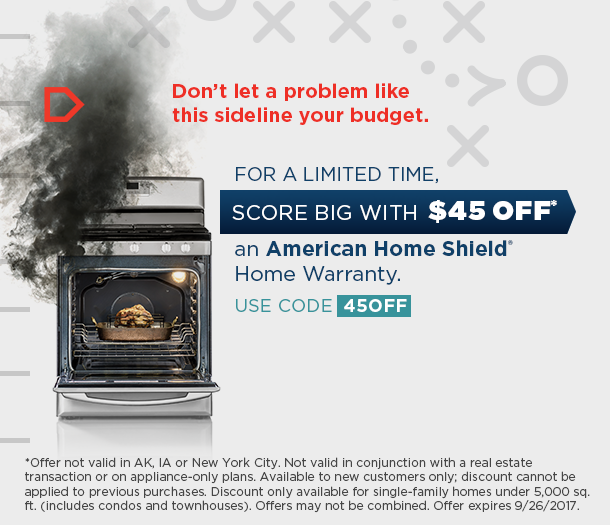 Don't let a problem like
this sideline your budget.
FOR A LIMITED TIME,
SCORE BIG WITH $45 OFF*
an American Home Shield®
Home Warranty.
USE CODE 45OFF
*Offer not valid in AK, IA or New York City. Not valid in conjunction with a real estate
transaction or on appliance-only plans. Available to new customers only; discount cannot be
applied to previous purchases. Discount only available for single-family homes under 5,000 sq.
ft. (includes condos and townhouses). Offers may not be combined. Offer expires 9/26/2017.